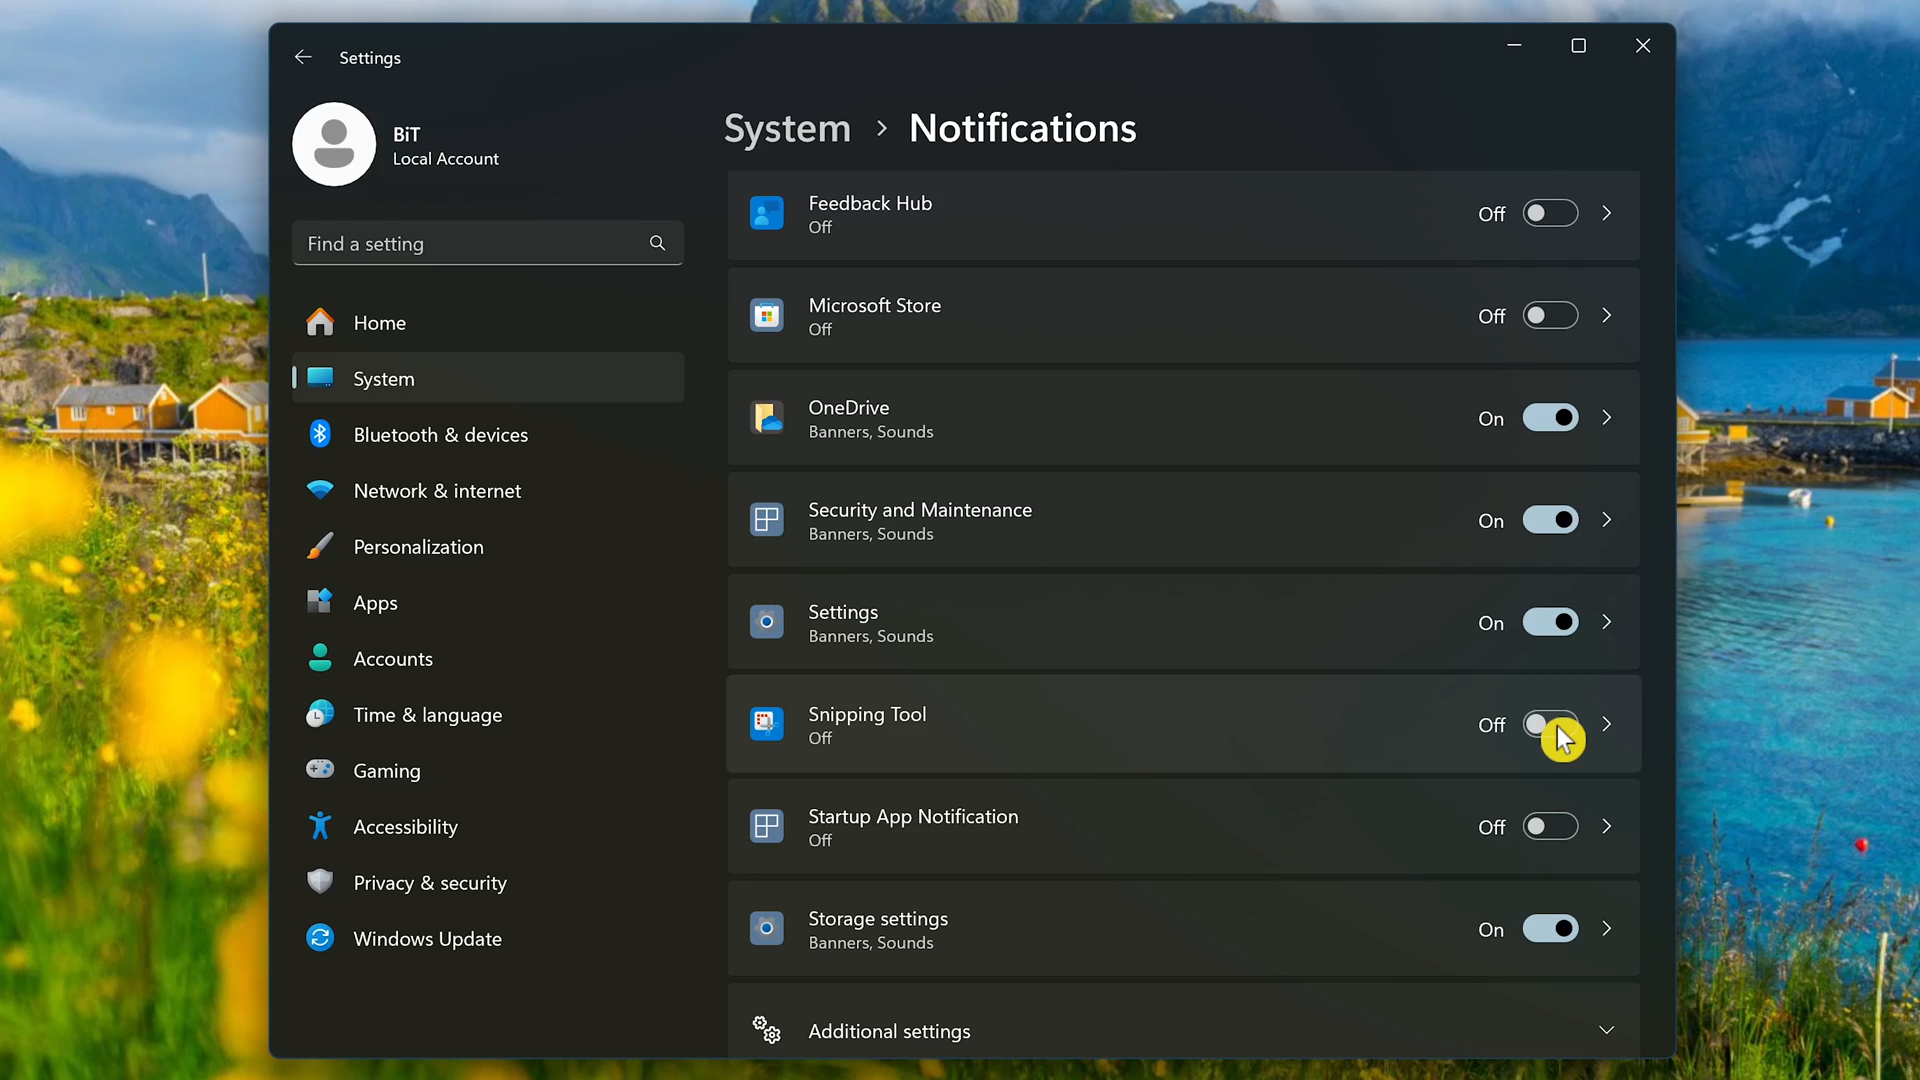 Settings
BiT
Local Account
Find a setting
Home
System
Bluetooth & devices
Network & internet
Personalization
Apps
Accounts
Time & language
Gaming
Accessibility
Privacy & security
Windows Update
System > Notifications
Feedback Hub
Off
Off
Microsoft Store
Off
Off
OneDrive
Banners, Sounds
On
Security and Maintenance
Banners, Sounds
On
Settings
Banners, Sounds
On
Snipping Tool
Off
Off
Startup App Notification
Off
Off
Storage settings
Banners, Sounds
On
Additional settings